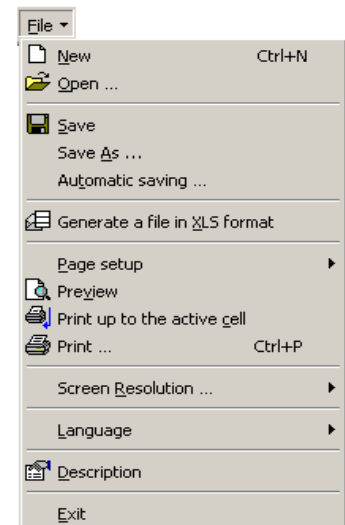 File
New Ctrl+N
Open ...
Save
Save As ...
Automatic saving ...
Generate a file in XLS format
Page setup
Preview
Print up to the active cell
Print ... Ctrl+P
Screen Resolution ...
Language
Description
Exit